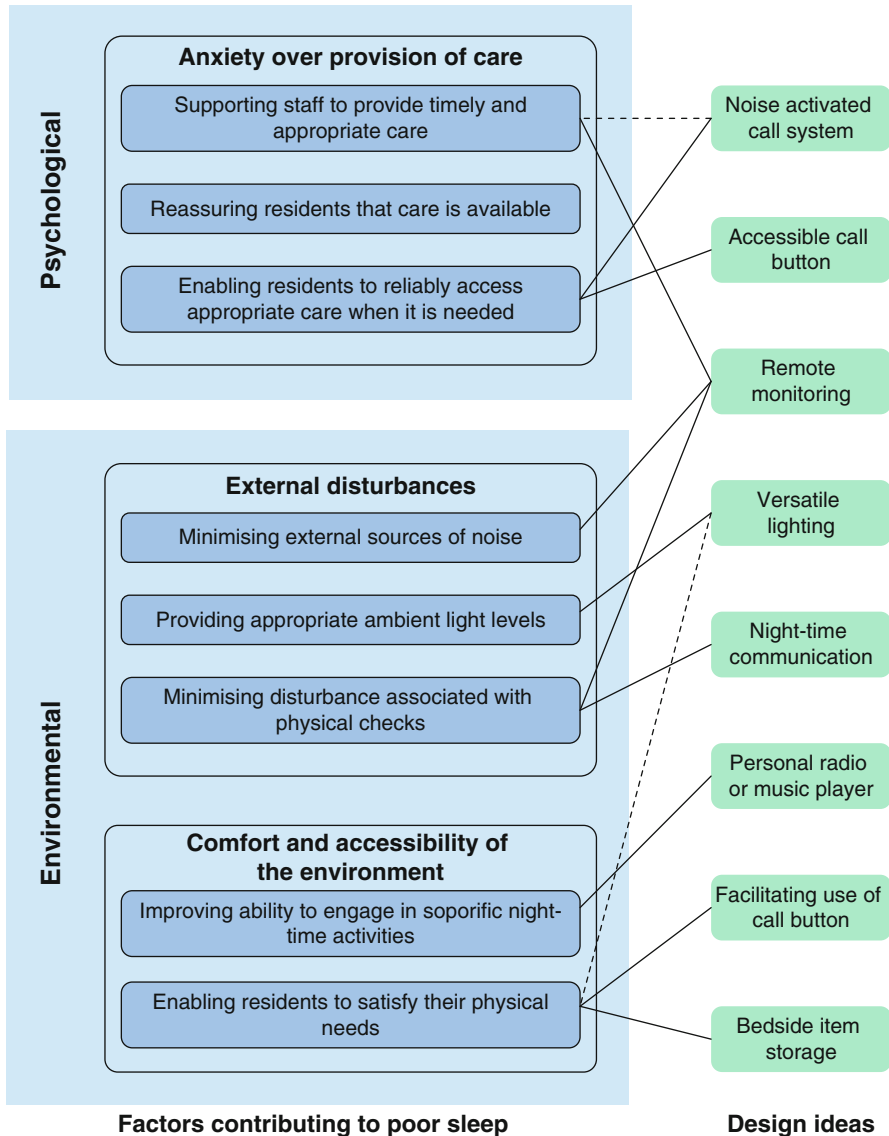 Psychological
Anxiety over provision of care
Supporting staff to provide timely and
appropriate care
Reassuring residents that care is available
Enabling residents to reliably access
appropriate care when it is needed
Environmental
External disturbances
Minimising external sources of noise
Providing appropriate ambient light levels
Minimising disturbance associated with
physical checks
Comfort and accessibility of
the environment
Improving ability to engage in soporific night-
time activities
Enabling residents to satisfy their physical
needs
Factors contributing to poor sleep
Noise activated
call system
Accessible call
button
Remote
monitoring
Versatile
lighting
Night-time
communication
Personal radio
or music player
Facilitating use of
call button
Bedside item
storage
Design ideas